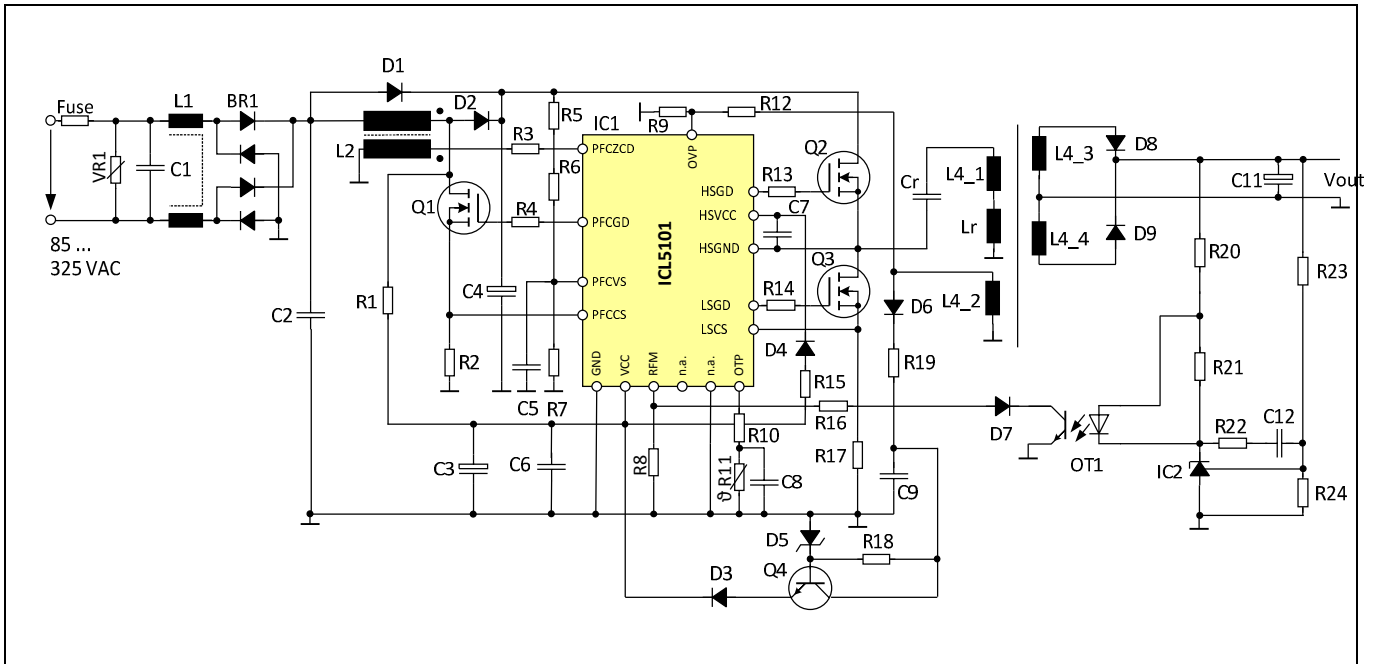 D1
Fuse
L1
BR1
D2
R5
IC1
R9
R12
VR1
C1
L2
R3
PFCZCD
OVP
Q2
L4_3
D8
R6
HSGD
R13
Cr
L4_1
C11
Vout
Q1
R4
PFCGD
HSVCC
C7
Lr
85 ...
325 VAC
HSGND
L4_4
D9
R20
ICL5101
Q3
R23
R1
C4
PFCVS
R14
L4_2
C2
PFCCS
LSGD
D6
LSCS
R2
D4
R19
GND
VCC
RFM
n.a.
n.a.
OTP
R15
R21
C5
R7
R16
D7
R10
C12
R22
C3
C6
R8
ϑ R11
C8
R17
C9
OT1
IC2
R24
D5
R18
Q4
D3